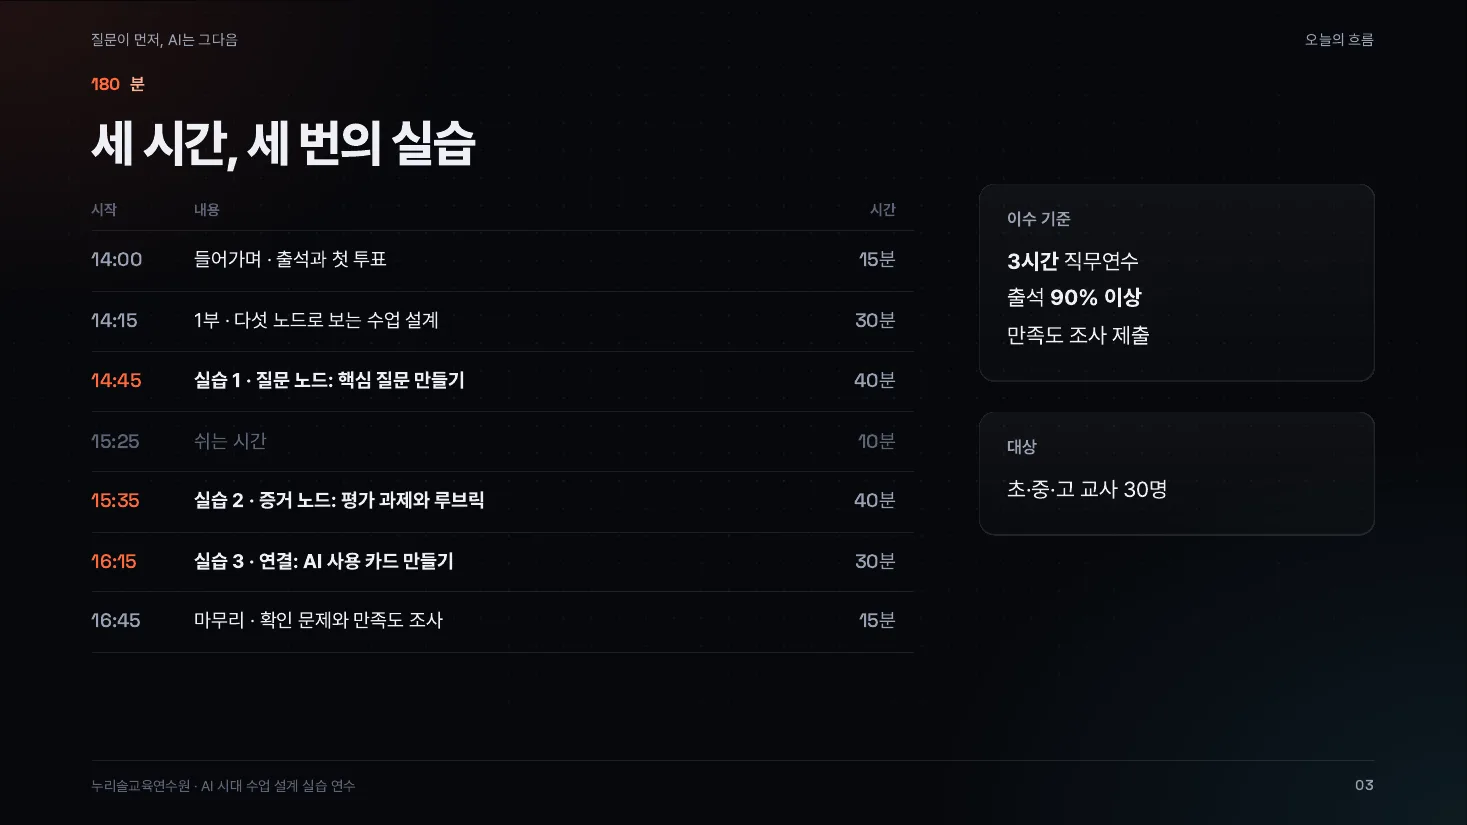 질문이 먼저, AI는 그다음
오늘의 흐름
180 분
세 시간, 세 번의 실습
시작 내용 시간
14:00 들어가며 · 출석과 첫 투표 15분
14:15 1부 · 다섯 노드로 보는 수업 설계 30분
14:45 실습 1 · 질문 노드: 핵심 질문 만들기 40분
15:25 쉬는 시간 10분
15:35 실습 2 · 증거 노드: 평가 과제와 루브릭 40분
16:15 실습 3 · 연결: AI 사용 카드 만들기 30분
16:45 마무리 · 확인 문제와 만족도 조사 15분
이수 기준
3시간 직무연수
출석 90% 이상
만족도 조사 제출
대상
초·중·고 교사 30명
누리솔교육연수원 · AI 시대 수업 설계 실습 연수
03